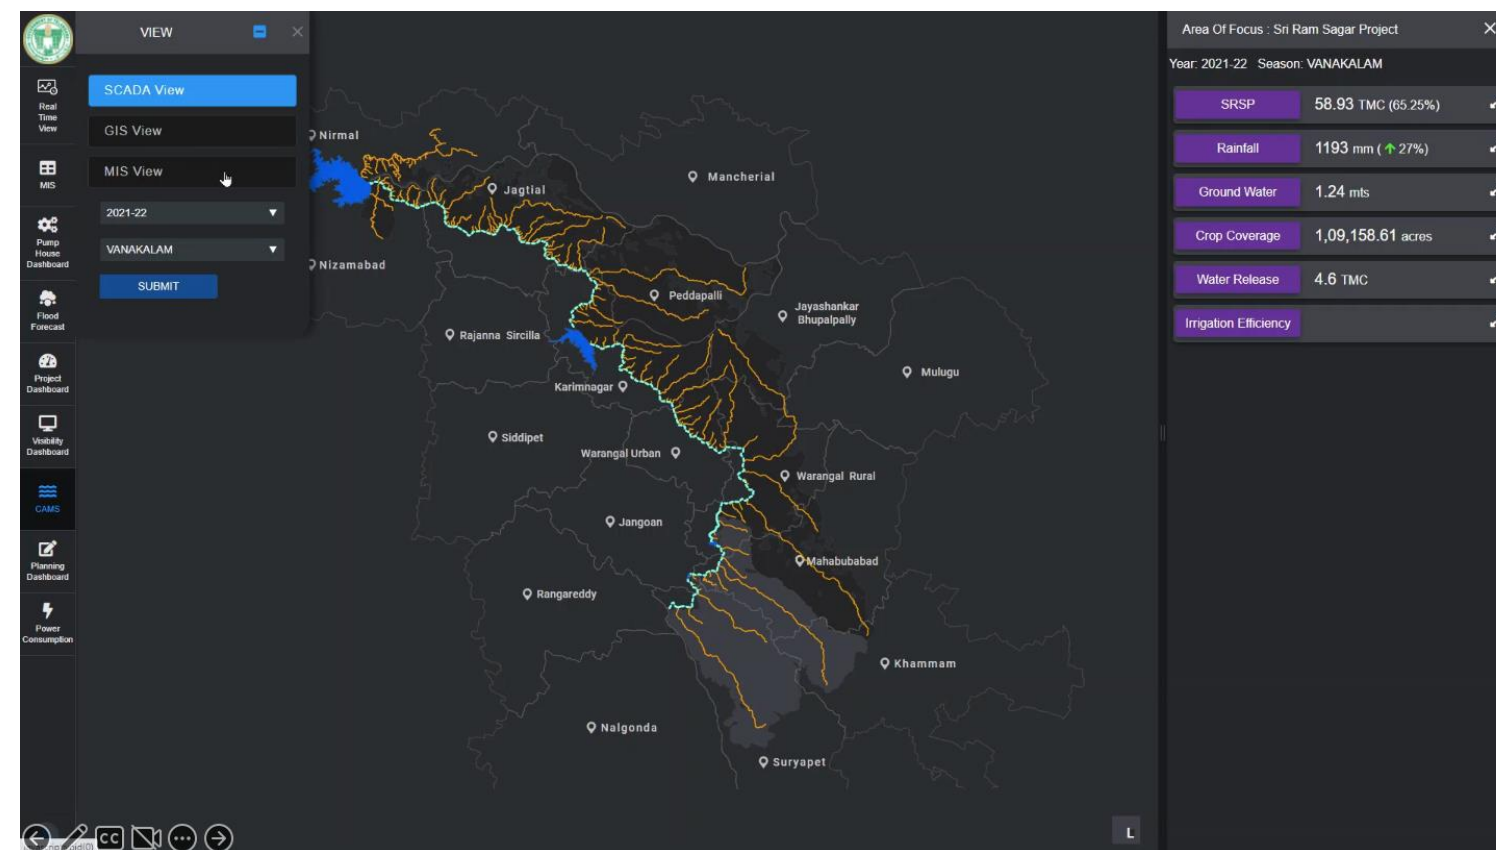 VIEW
SCADA View
GIS View
MIS View
2021-22
VANAKALAM
SUBMIT
Real
Time
View
MIS
Pump
House
Dashboard
Flood
Forecast
Project
Dashboard
Visibility
Dashboard
CAMS
Planning
Dashboard
Power
Consumption
Nirmal
Jagtial
Mancherial
Nizamabad
Peddapalli
Jayashankar
Bhupalpally
Rajanna Sircilla
Mulugu
Karimnagar
Siddipet
Warangal Urban
Warangal Rural
Jangoan
Mahabubabad
Rangareddy
Khammam
Nalgonda
Suryapet
L
CC
Area Of Focus : Sri Ram Sagar Project
Year: 2021-22 Season: VANAKALAM
SRSP 58.93 TMC (65.25%)
Rainfall 1193 mm ( ↑ 27%)
Ground Water 1.24 mts
Crop Coverage 1,09,158.61 acres
Water Release 4.6 TMC
Irrigation Efficiency